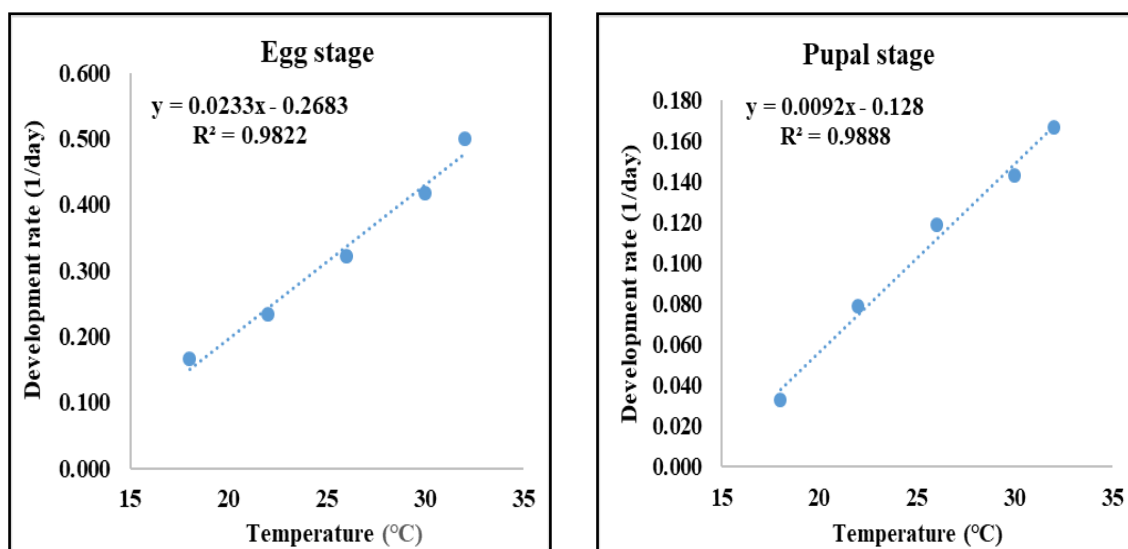 Egg stage
y = 0.0233x - 0.2683
R² = 0.9822
Development rate (1/day)
0.600
0.500
0.400
0.300
0.200
0.100
0.000
15 20 25 30 35
Temperature (°C)
Pupal stage
y = 0.0092x - 0.128
R² = 0.9888
Development rate (1/day)
0.180
0.160
0.140
0.120
0.100
0.080
0.060
0.040
0.020
0.000
15 20 25 30 35
Temperature (°C)